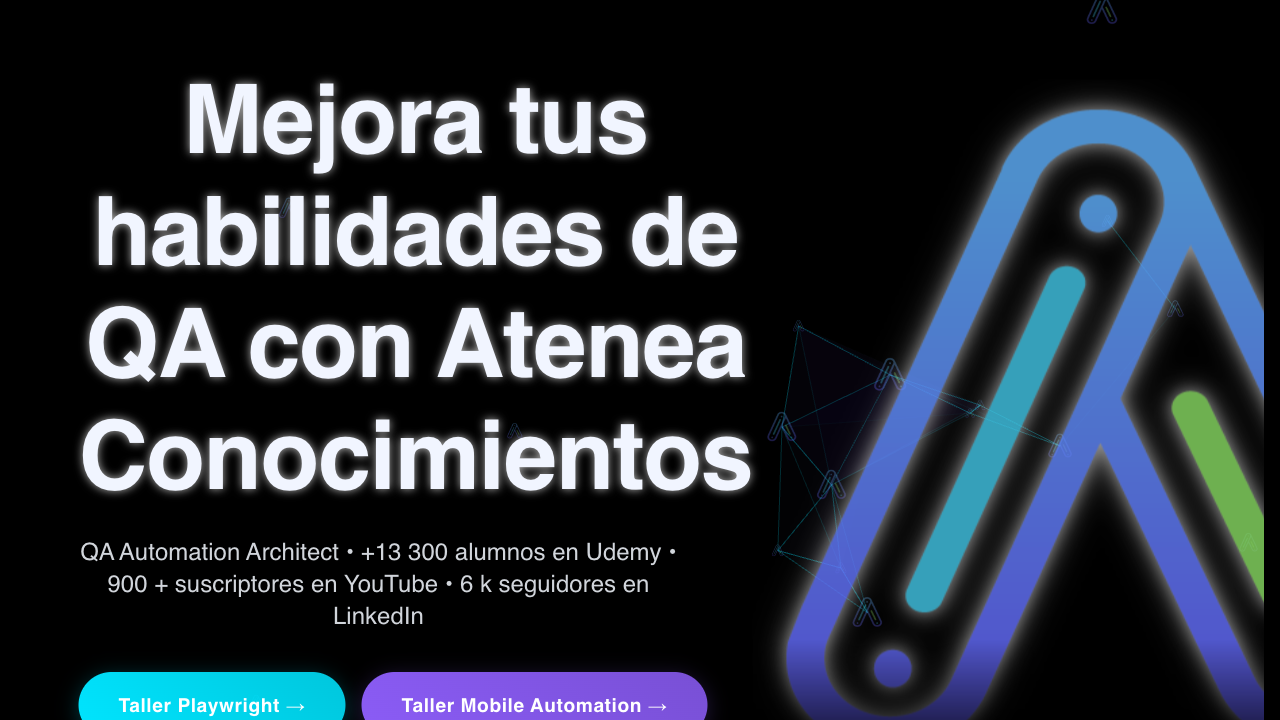 Mejora tus
habilidades de
QA con Atenea
Conocimientos
QA Automation Architect • +13 300 alumnos en Udemy •
900 + suscriptores en YouTube • 6 k seguidores en
LinkedIn
Taller Playwright →
Taller Mobile Automation →